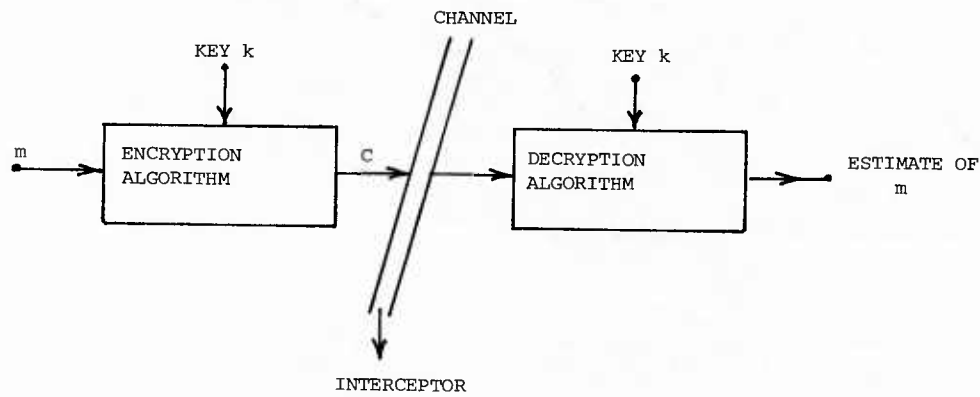 CHANNEL
KEY k
KEY k
m
ENCRYPTION
ALGORITHM
C
DECRYPTION
ALGORITHM
ESTIMATE OF
m
INTERCEPTOR